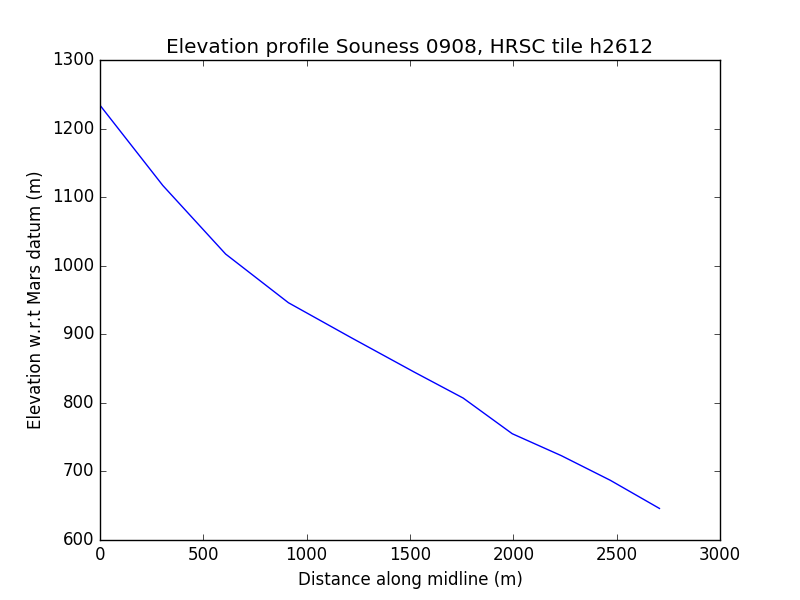 Elevation profile Souness 0908, HRSC tile h2612
1300
1200
1100
1000
900
800
700
600
Elevation w.r.t Mars datum (m)
0 500 1000 1500 2000 2500 3000
Distance along midline (m)